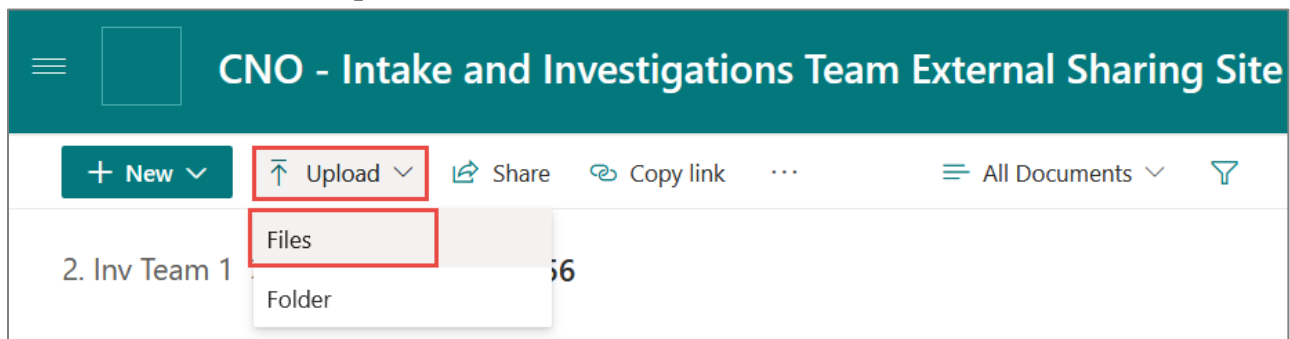 CNO - Intake and Investigations Team External Sharing Site
New Upload Share Copy link ... All Documents
Files
2. Inv Team 1 56
Folder